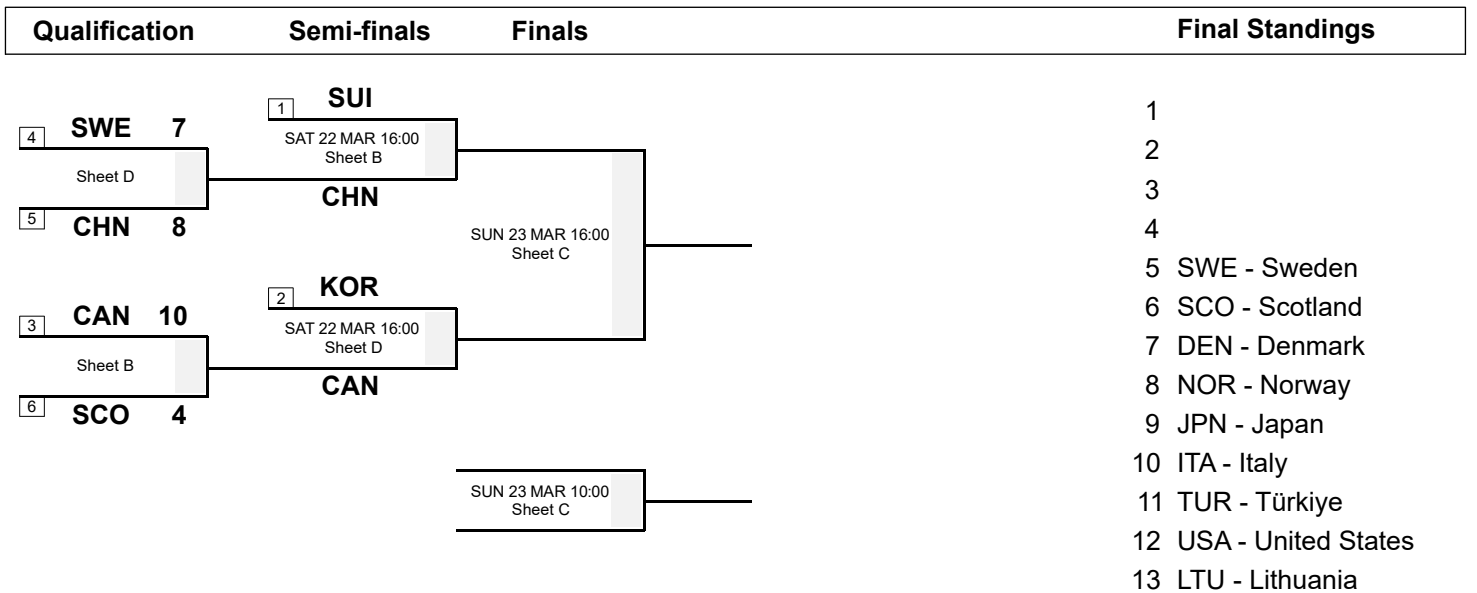 Qualification Semi-finals Finals Final Standings
1 SUI
4 SWE 7
SAT 22 MAR 16:00
Sheet B
Sheet D
CHN
5 CHN 8
SUN 23 MAR 16:00
Sheet C
2 KOR
3 CAN 10
SAT 22 MAR 16:00
Sheet D
Sheet B
CAN
6 SCO 4
SUN 23 MAR 10:00
Sheet C
1
2
3
4
5 SWE - Sweden
6 SCO - Scotland
7 DEN - Denmark
8 NOR - Norway
9 JPN - Japan
10 ITA - Italy
11 TUR - Türkiye
12 USA - United States
13 LTU - Lithuania